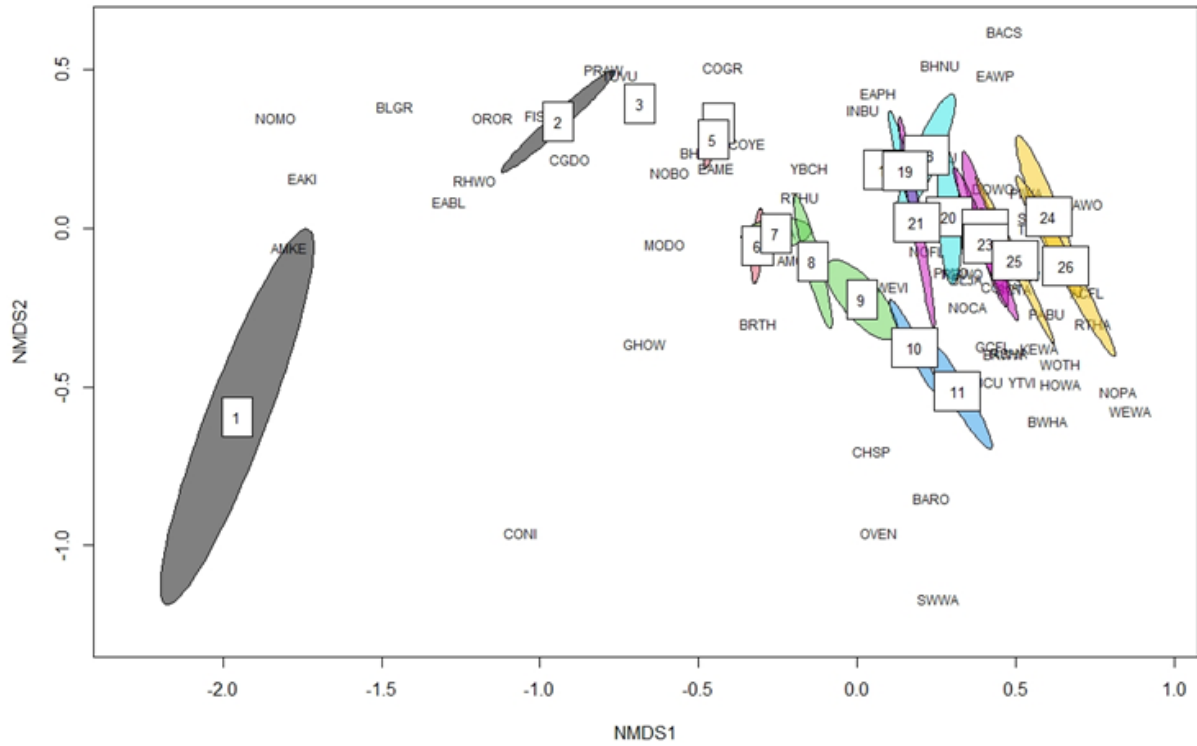 BACS
0.5
PRAW
COGR
BHNU
EAWP
NOMO
BLGR
OROR
2
3
EAPH
INBU
5
COYE
EAKI
RHWO
CGDO
NOBO
EAME
YBCH
19
EABL
RTHU
DOWO
20
24
0.0
AMKE
MODO
6
7
8
21
23
25
26
NOFL
WEVI
9
NOCA
BRTH
PABU
RTHA
GHOW
10
GCFL
KEWA
WOTH
-0.5
1
11
YTVI
HOWA
NOPA
WEWA
BWHA
CHSP
BARO
-1.0
CONI
OVEN
SWWA
NMDS2
-2.0
-1.5
-1.0
-0.5
0.0
0.5
1.0
NMDS1